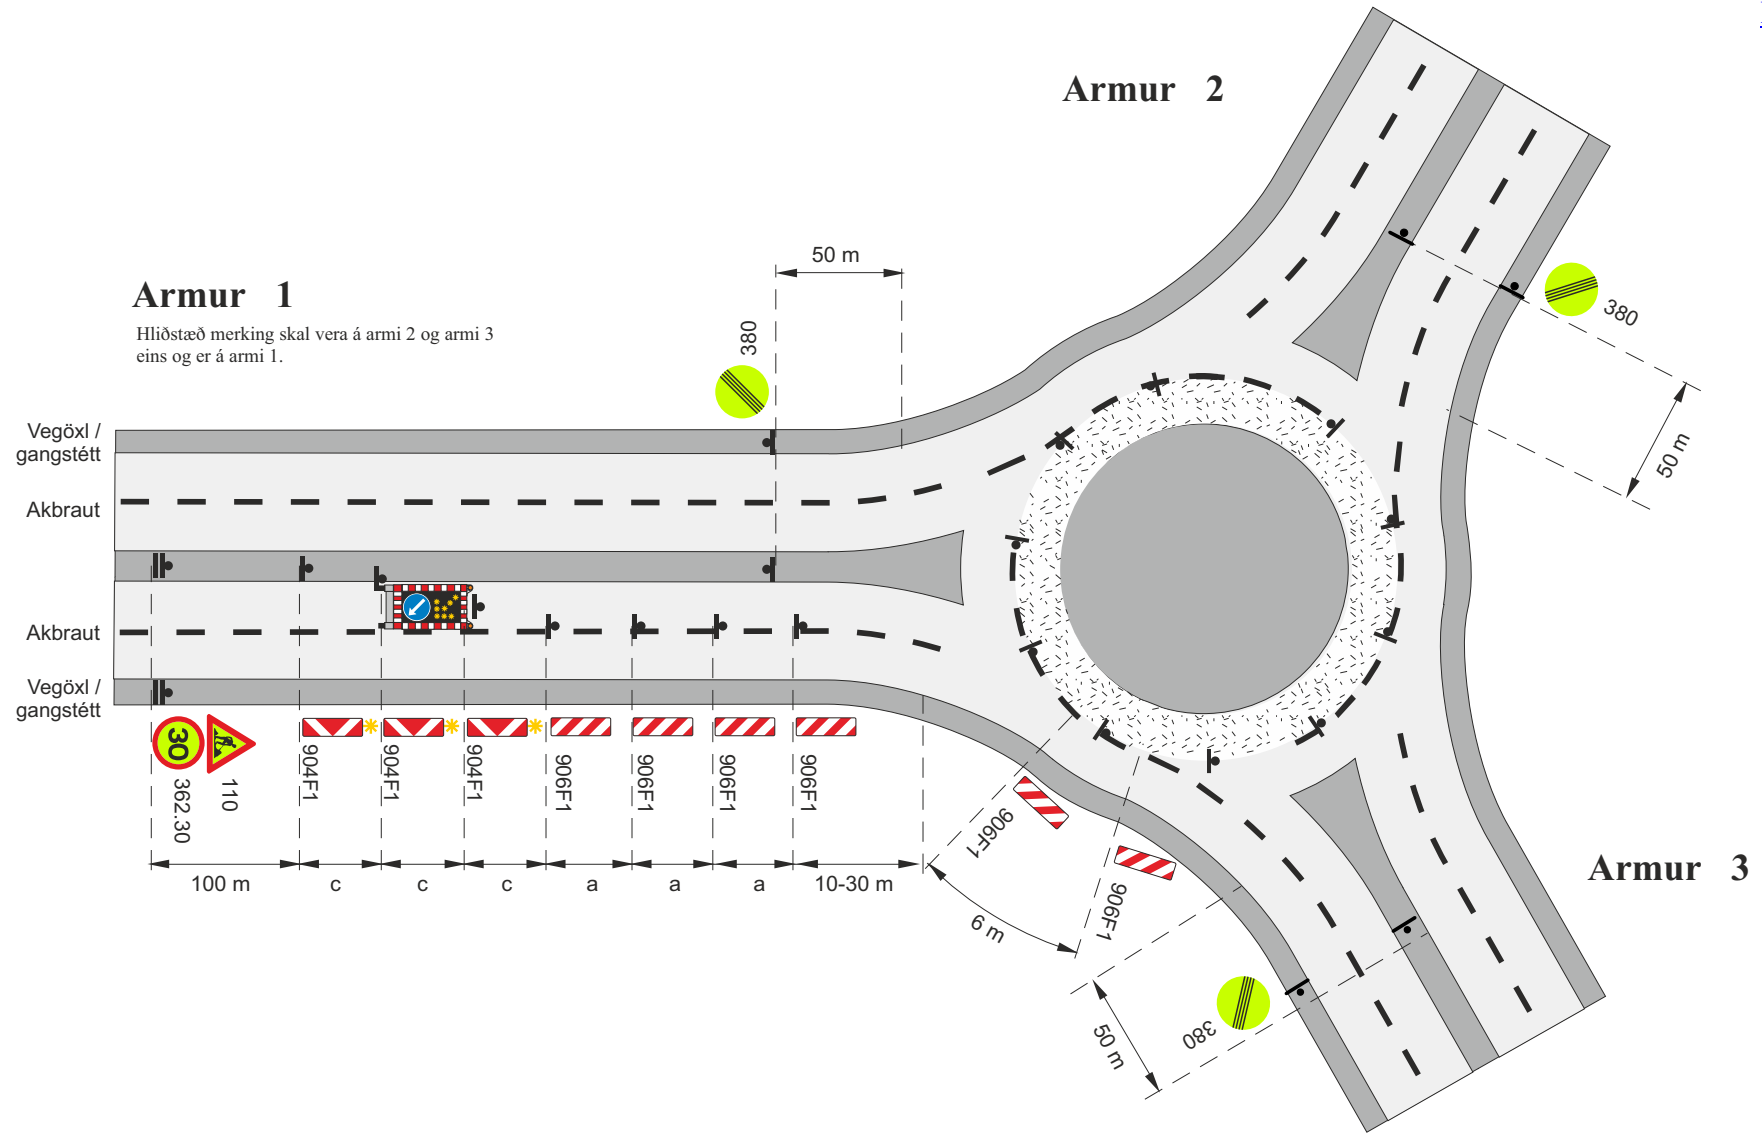 Armur 2
50 m
Armur 1
Hliðstæð merking skal vera á armi 2 og armi 3
eins og er á armi 1.
380
380
Vegöxl /
gangstétt
50 m
Akbraut
Akbraut
Vegöxl /
gangstétt
30
362.30
110
904F1
904F1
904F1
906F1
906F1
906F1
906F1
906F1
906F1
Armur 3
100 m
c
c
c
a
a
a
10-30 m
6 m
380
50 m